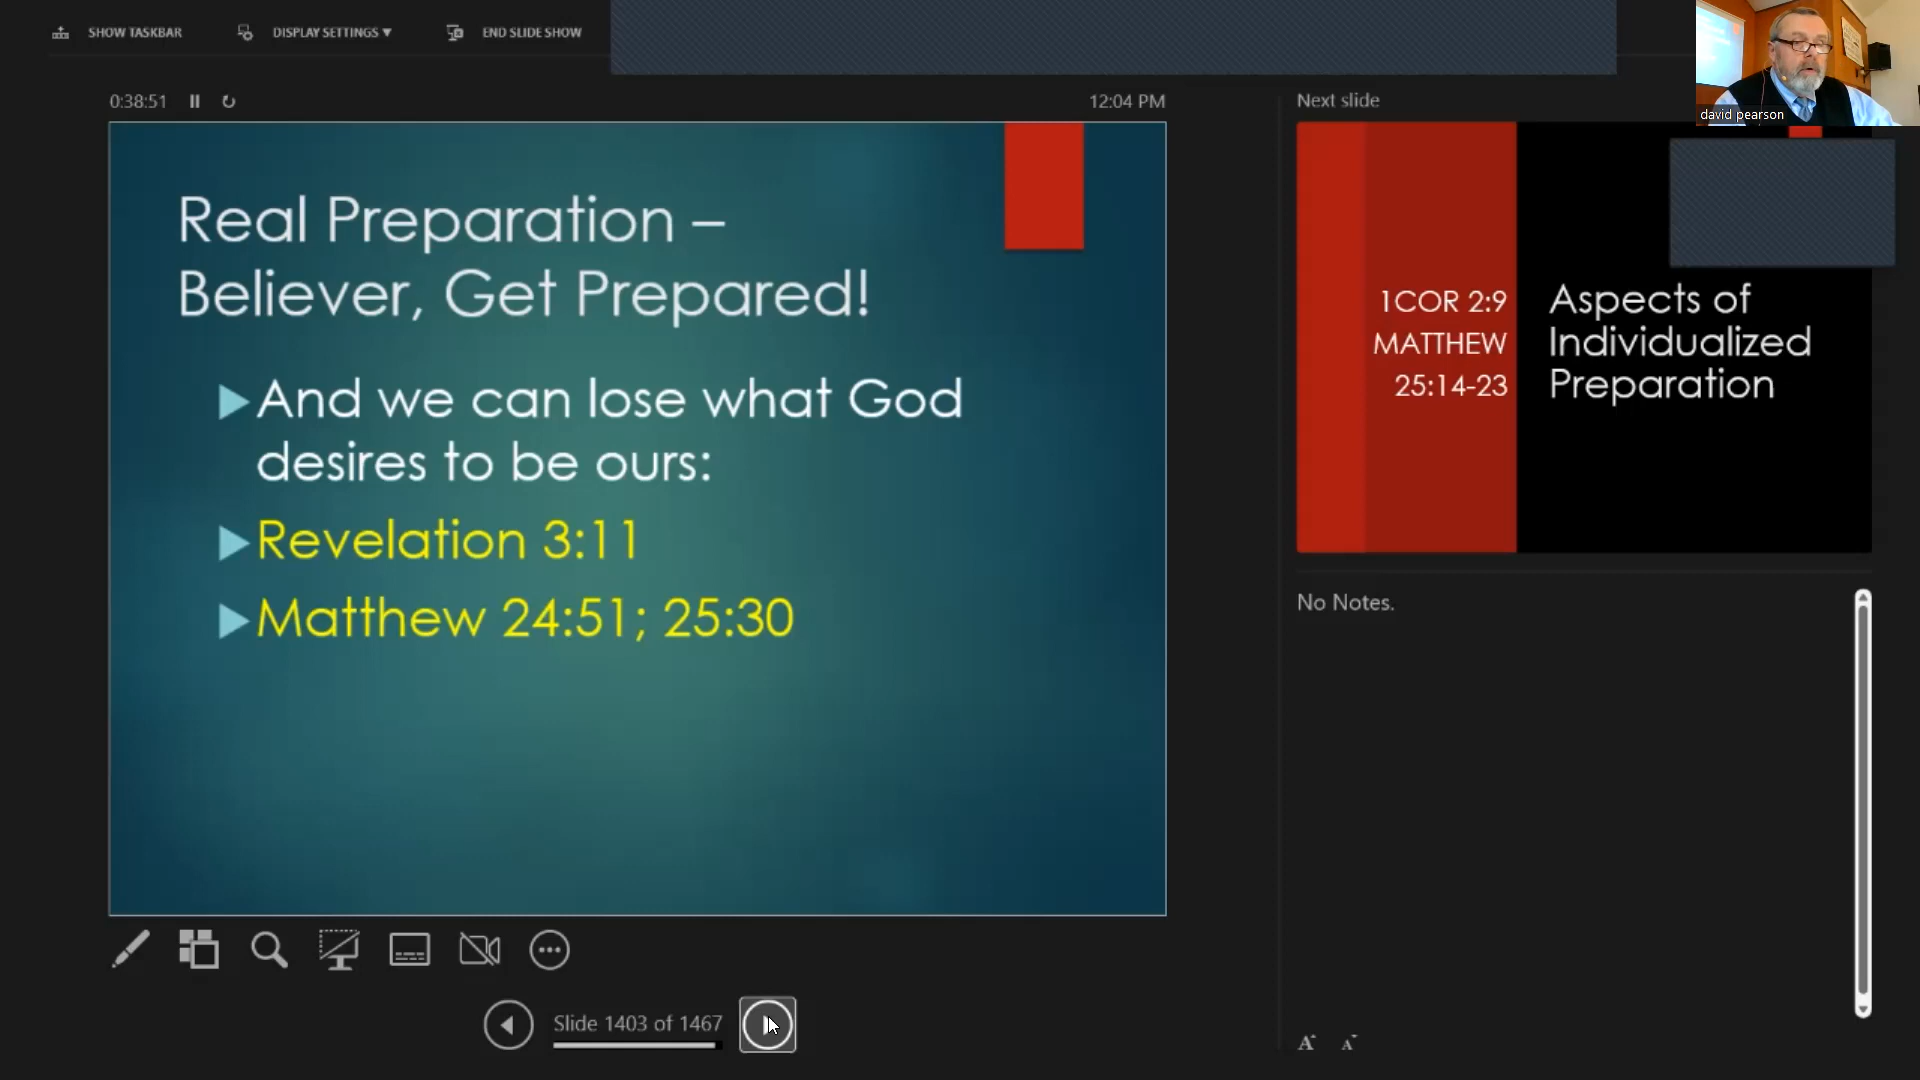 SHOW TASKBAR
DISPLAY SETTINGS ▼
END SLIDE SHOW
0:38:51
12:04 PM
Real Preparation –
Believer, Get Prepared!
And we can lose what God
desires to be ours:
Revelation 3:11
Matthew 24:51; 25:30
Slide 1403 of 1467
Next slide
1COR 2:9
MATTHEW
25:14-23
Aspects of
Individualized
Preparation
No Notes.
A A
david pearson